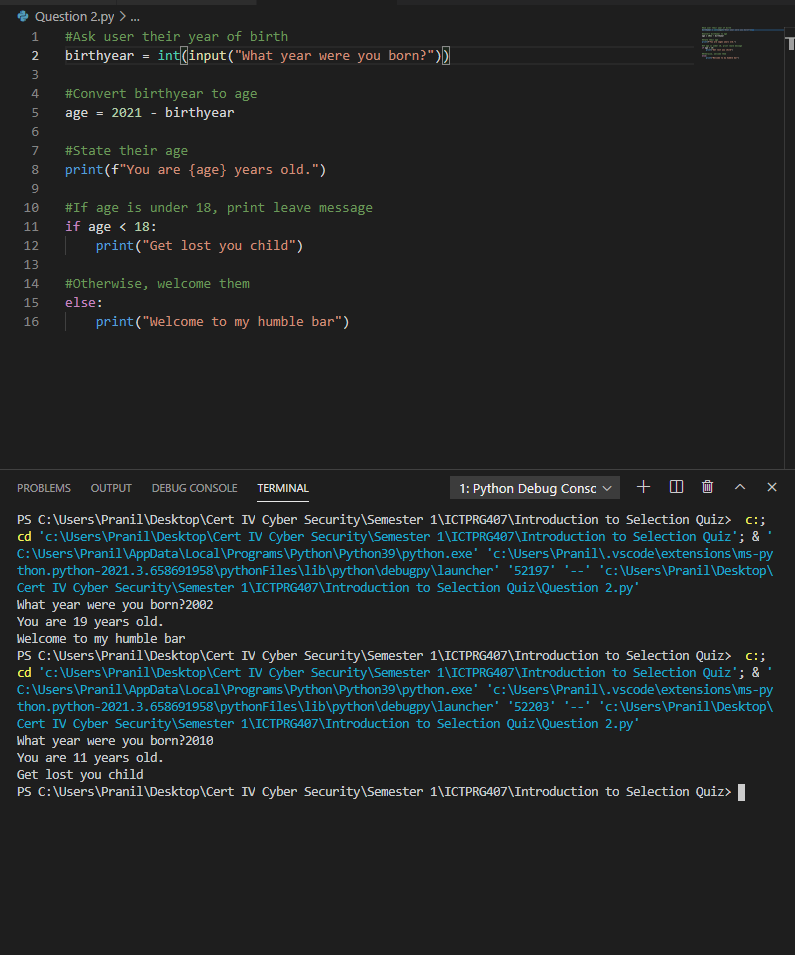 Question 2.py > ...
1 #Ask user their year of birth
2 birthyear = int(input("What year were you born?"))
3
4 #Convert birthyear to age
5 age = 2021 - birthyear
6
7 #State their age
8 print(f"You are {age} years old.")
9
10 #If age is under 18, print leave message
11 if age < 18:
12     print("Get lost you child")
13
14 #Otherwise, welcome them
15 else:
16     print("Welcome to my humble bar")
PROBLEMS OUTPUT DEBUG CONSOLE TERMINAL 1: Python Debug Consc
PS C:\Users\Pranil\Desktop\Cert IV Cyber Security\Semester 1\ICTPRG407\Introduction to Selection Quiz>  c:;
cd 'c:\Users\Pranil\Desktop\Cert IV Cyber Security\Semester 1\ICTPRG407\Introduction to Selection Quiz'; & '
C:\Users\Pranil\AppData\Local\Programs\Python\Python39\python.exe' 'c:\Users\Pranil\.vscode\extensions\ms-py
thon.python-2021.3.658691958\pythonFiles\lib\python\debugpy\launcher' '52197' '--' 'c:\Users\Pranil\Desktop\
Cert IV Cyber Security\Semester 1\ICTPRG407\Introduction to Selection Quiz\Question 2.py'
What year were you born?2002
You are 19 years old.
Welcome to my humble bar
PS C:\Users\Pranil\Desktop\Cert IV Cyber Security\Semester 1\ICTPRG407\Introduction to Selection Quiz>  c:;
cd 'c:\Users\Pranil\Desktop\Cert IV Cyber Security\Semester 1\ICTPRG407\Introduction to Selection Quiz'; & '
C:\Users\Pranil\AppData\Local\Programs\Python\Python39\python.exe' 'c:\Users\Pranil\.vscode\extensions\ms-py
thon.python-2021.3.658691958\pythonFiles\lib\python\debugpy\launcher' '52203' '--' 'c:\Users\Pranil\Desktop\
Cert IV Cyber Security\Semester 1\ICTPRG407\Introduction to Selection Quiz\Question 2.py'
What year were you born?2010
You are 11 years old.
Get lost you child
PS C:\Users\Pranil\Desktop\Cert IV Cyber Security\Semester 1\ICTPRG407\Introduction to Selection Quiz>